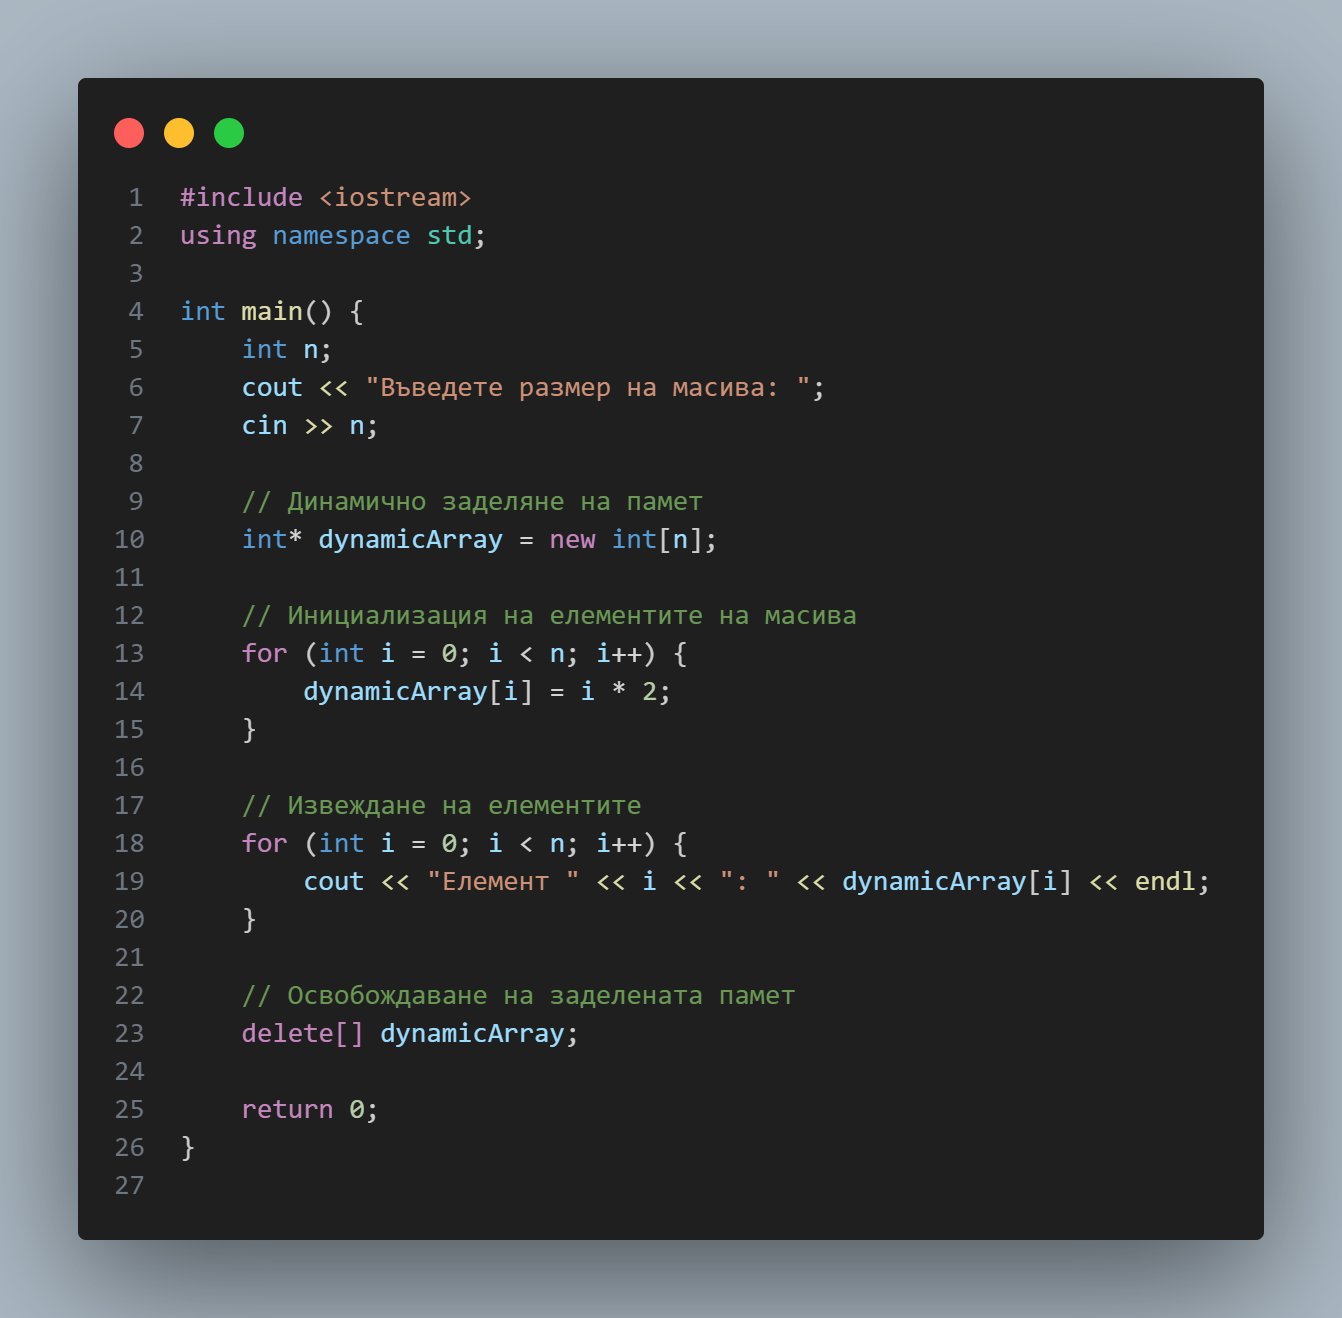 1 #include <iostream>
2 using namespace std;
3
4 int main() {
5     int n;
6     cout << "Въведете размер на масива: ";
7     cin >> n;
8
9     // Динамично заделяне на памет
10     int* dynamicArray = new int[n];
11
12     // Инициализация на елементите на масива
13     for (int i = 0; i < n; i++) {
14         dynamicArray[i] = i * 2;
15     }
16
17     // Извеждане на елементите
18     for (int i = 0; i < n; i++) {
19         cout << "Елемент " << i << ": " << dynamicArray[i] << endl;
20     }
21
22     // Освобождаване на заделената памет
23     delete[] dynamicArray;
24
25     return 0;
26 }
27